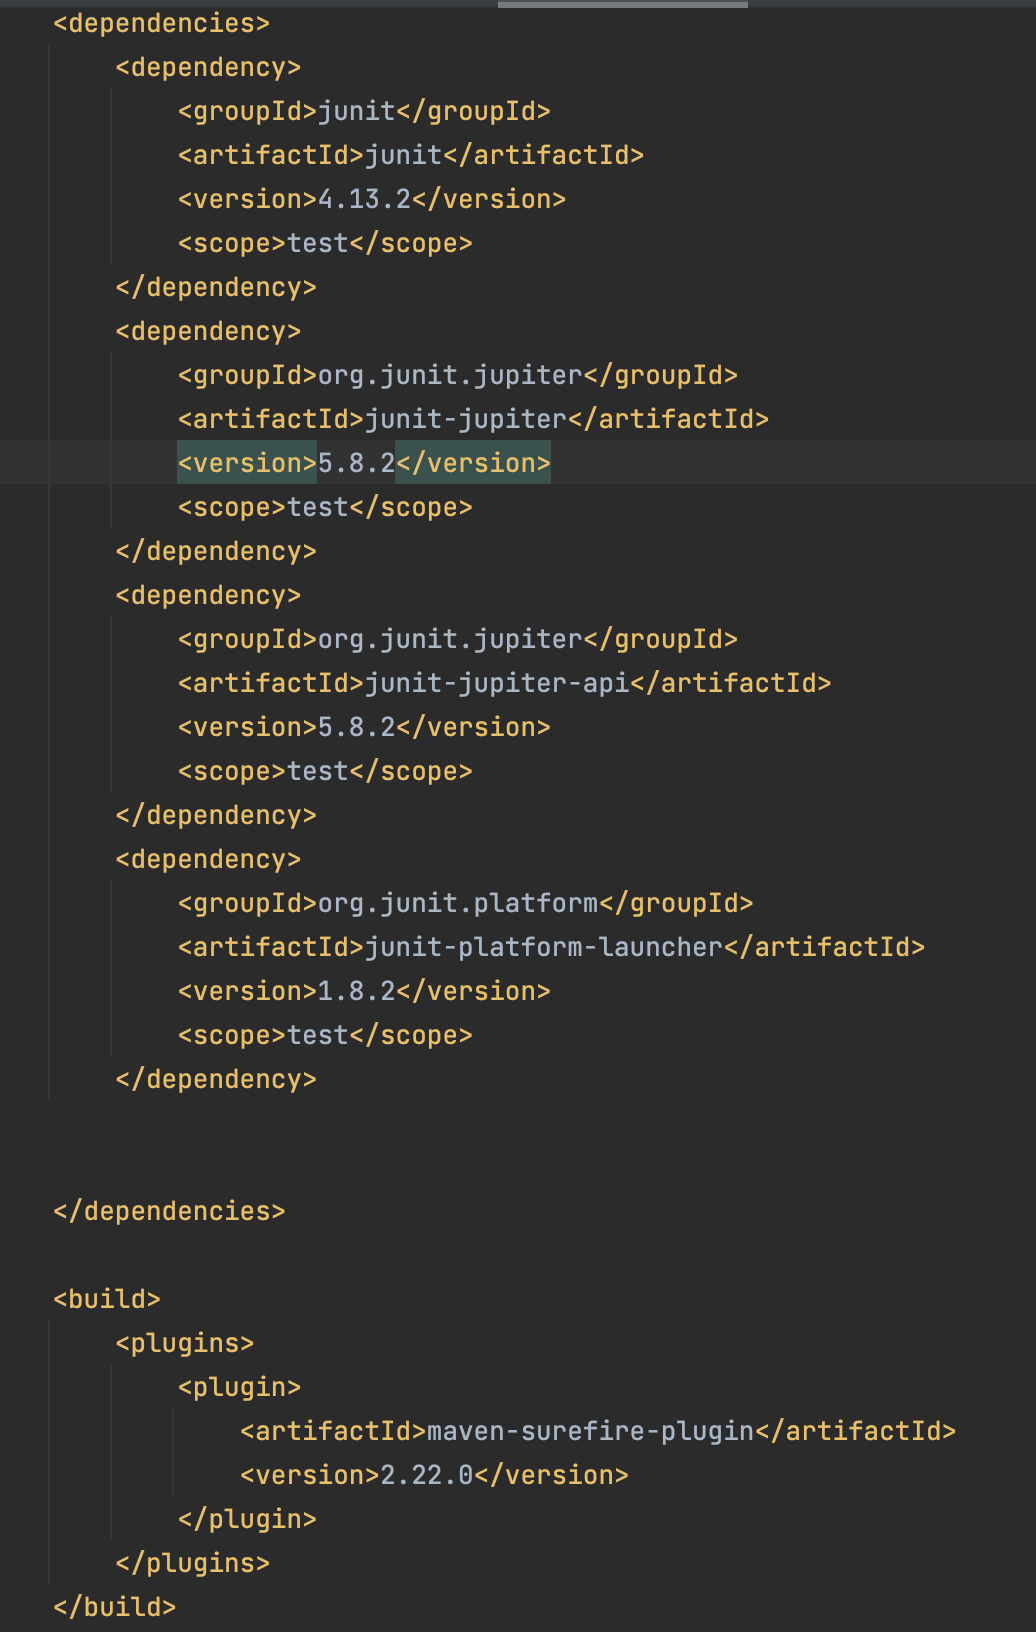 <dependencies>
<dependency>
<groupId>junit</groupId>
<artifactId>junit</artifactId>
<version>4.13.2</version>
<scope>test</scope>
</dependency>
<dependency>
<groupId>org.junit.jupiter</groupId>
<artifactId>junit-jupiter</artifactId>
<version>5.8.2</version>
<scope>test</scope>
</dependency>
<dependency>
<groupId>org.junit.jupiter</groupId>
<artifactId>junit-jupiter-api</artifactId>
<version>5.8.2</version>
<scope>test</scope>
</dependency>
<dependency>
<groupId>org.junit.platform</groupId>
<artifactId>junit-platform-launcher</artifactId>
<version>1.8.2</version>
<scope>test</scope>
</dependency>
</dependencies>
<build>
<plugins>
<plugin>
<artifactId>maven-surefire-plugin</artifactId>
<version>2.22.0</version>
</plugin>
</plugins>
</build>